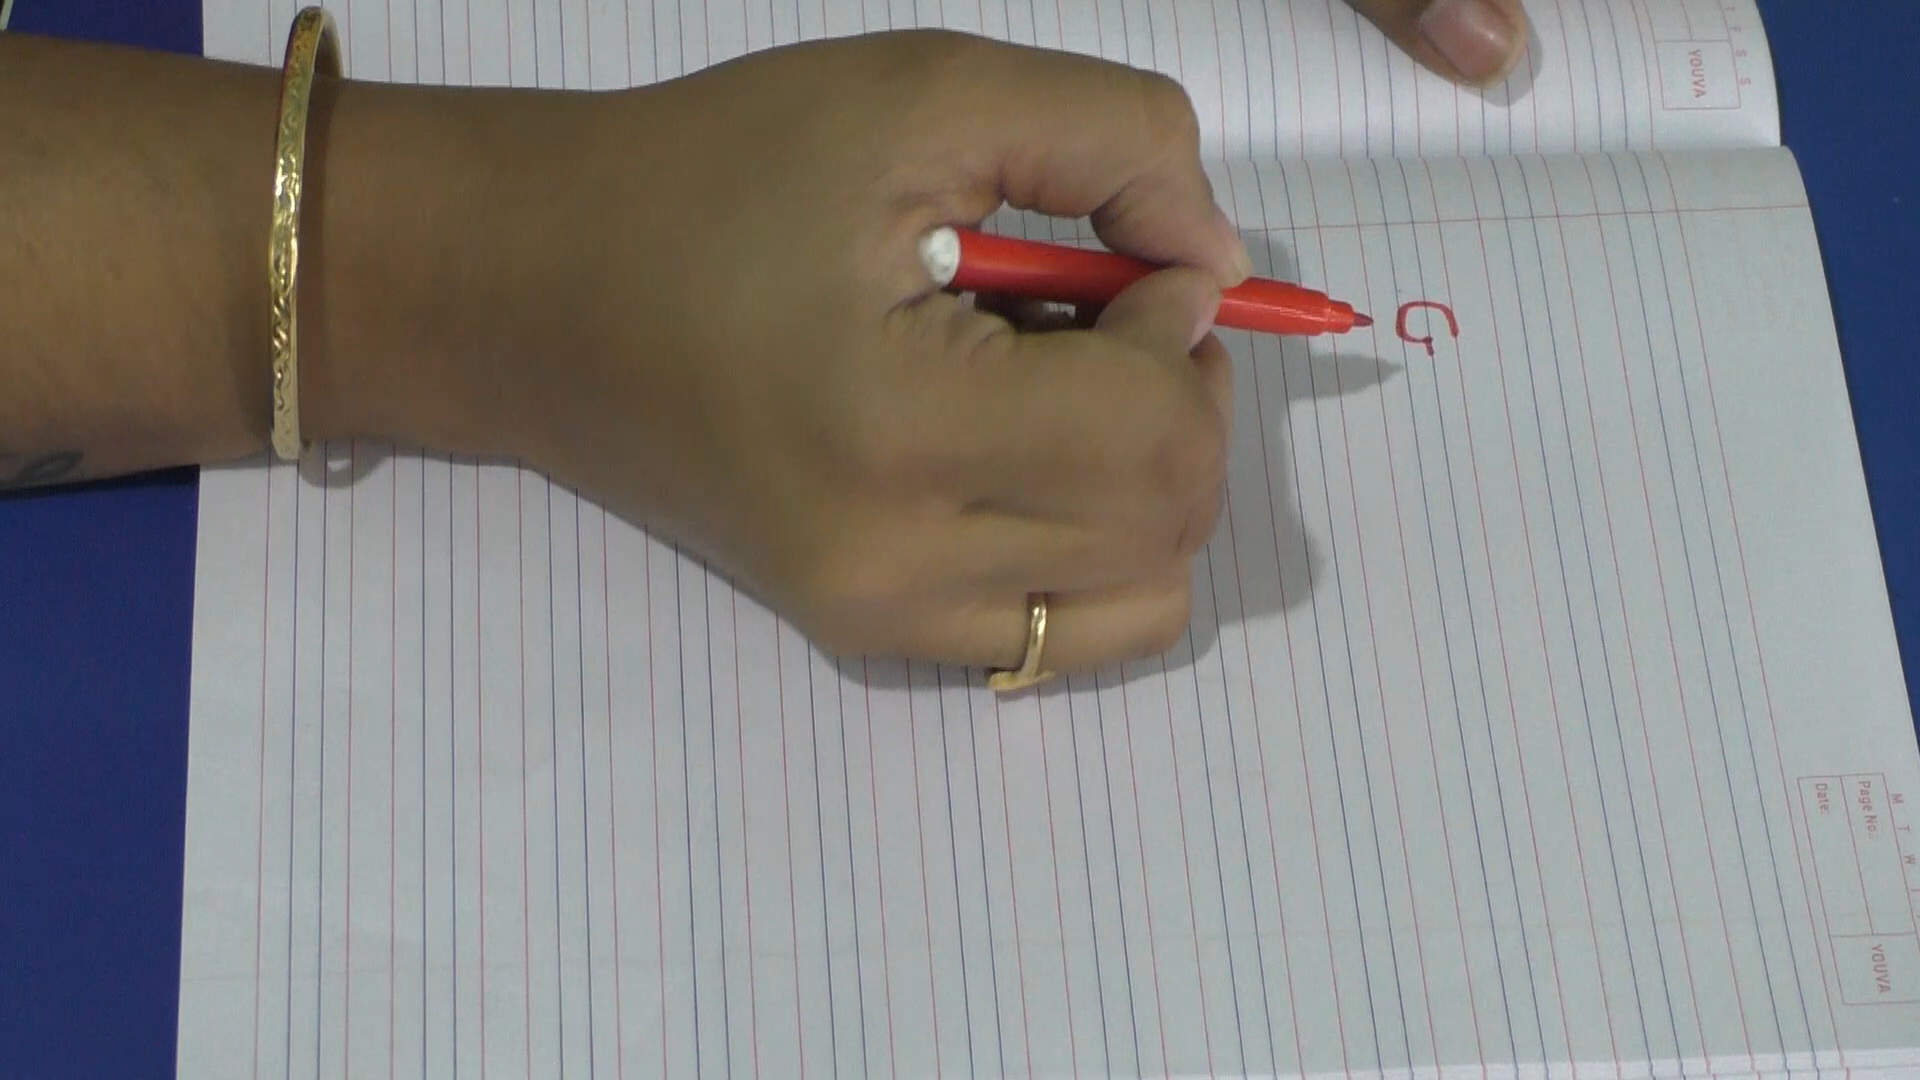 T F S S
YOUVA
M T W
Page No.:
Date:
YOUVA
G